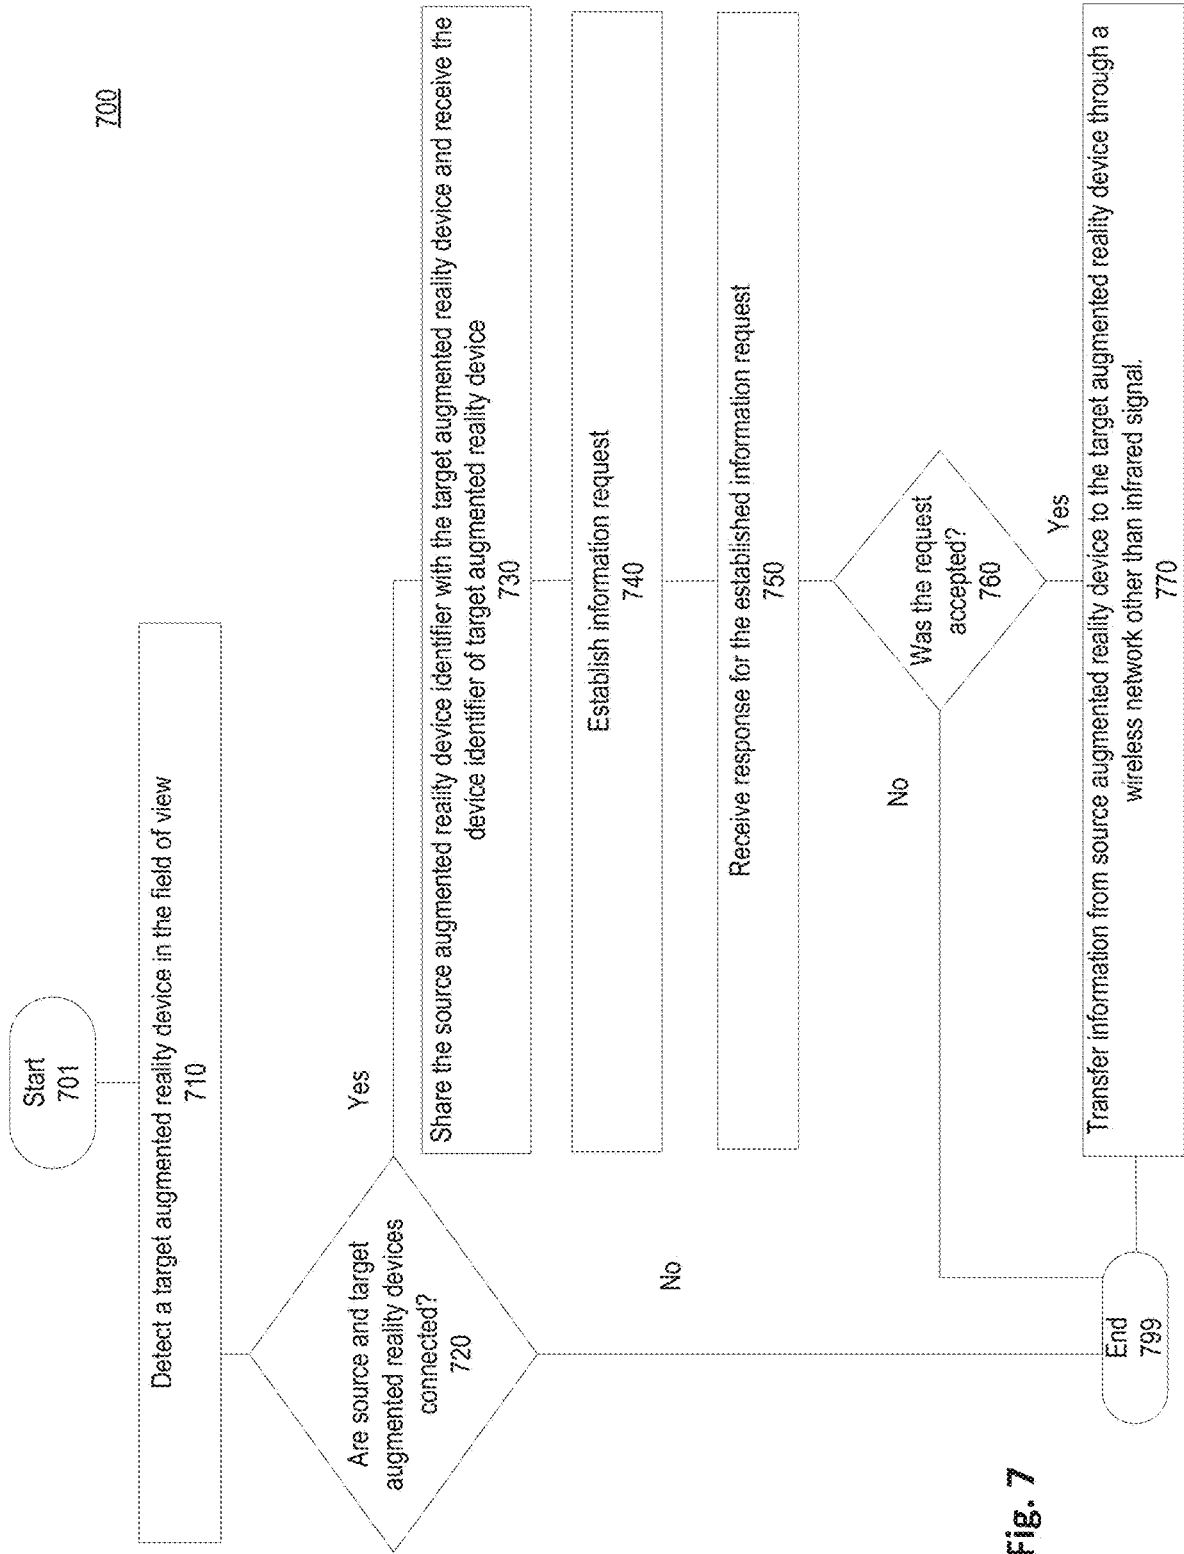 700
Start
701
Detect a target augmented reality device in the field of view
710
Are source and target
augmented reality devices
connected?
720
Yes
No
Share the source augmented reality device identifier with the target augmented reality device and receive the
device identifier of target augmented reality device
730
Establish information request
740
Receive response for the established information request
750
Was the request
accepted?
760
No
Yes
Transfer information from source augmented reality device to the target augmented reality device through a
wireless network other than infrared signal.
770
End
799
Fig. 7